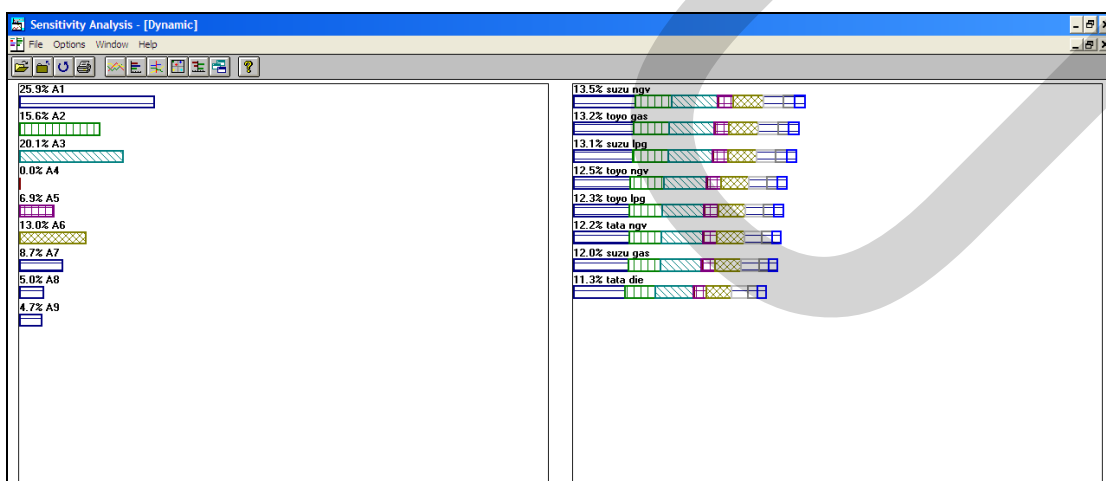 Sensitivity Analysis - [Dynamic]
File Options Window Help
25.9% A1
15.6% A2
20.1% A3
0.0% A4
6.9% A5
13.0% A6
8.7% A7
5.0% A8
4.7% A9
13.5% suzu ngv
13.2% toyo gas
13.1% suzu lpg
12.5% toyo ngv
12.3% toyo lpg
12.2% tata ngv
12.0% suzu gas
11.3% tata die